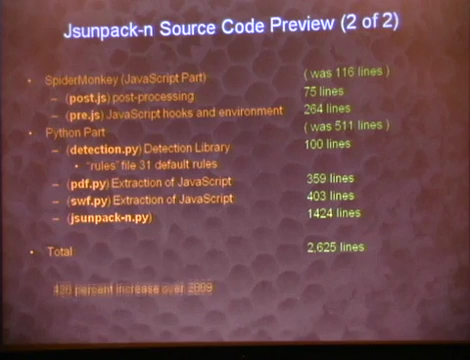 Jsunpack-n Source Code Preview (2 of 2)
• SpiderMonkey (JavaScript Part) ( was 116 lines )
– (post.js) post-processing 75 lines
– (pre.js) JavaScript hooks and environment 264 lines
• Python Part ( was 511 lines )
– (detection.py) Detection Library 100 lines
• "rules" file 31 default rules
– (pdf.py) Extraction of JavaScript 359 lines
– (swf.py) Extraction of JavaScript 403 lines
– (jsunpack-n.py) 1424 lines
• Total 2,625 lines
percent increase over 2009